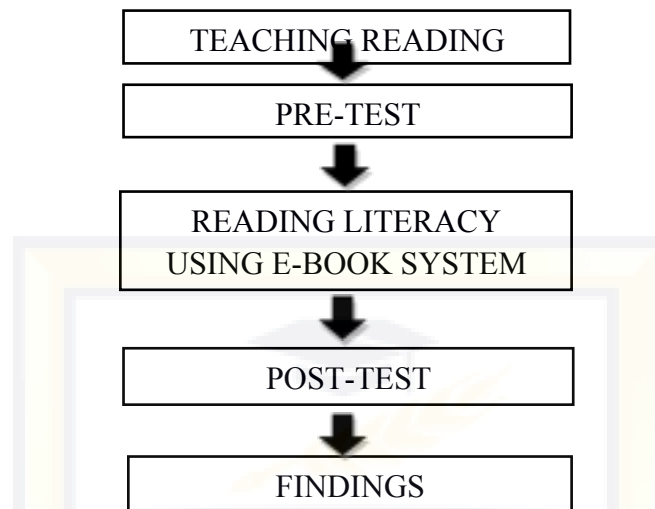 TEACHING READING
PRE-TEST
READING LITERACY
USING E-BOOK SYSTEM
POST-TEST
FINDINGS